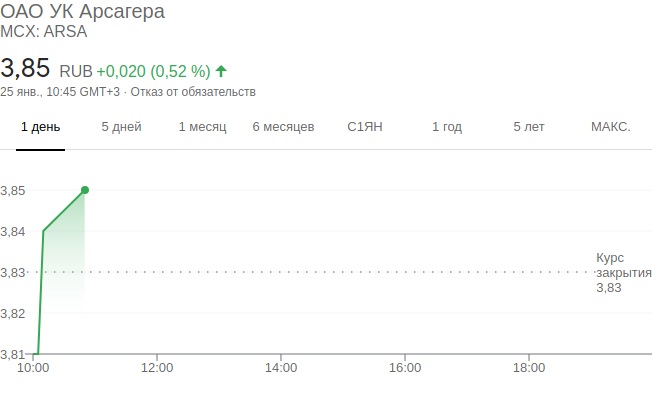 ОАО УК Арсагера
MCX: ARSA
3,85 RUB +0,020 (0,52 %)
25 янв., 10:45 GMT+3 · Отказ от обязательств
1 день 5 дней 1 месяц 6 месяцев С1ЯН 1 год 5 лет МАКС.
3,85
3,84
Курс
3,83 закрытия
3,83
3,82
3,81
10:00 12:00 14:00 16:00 18:00